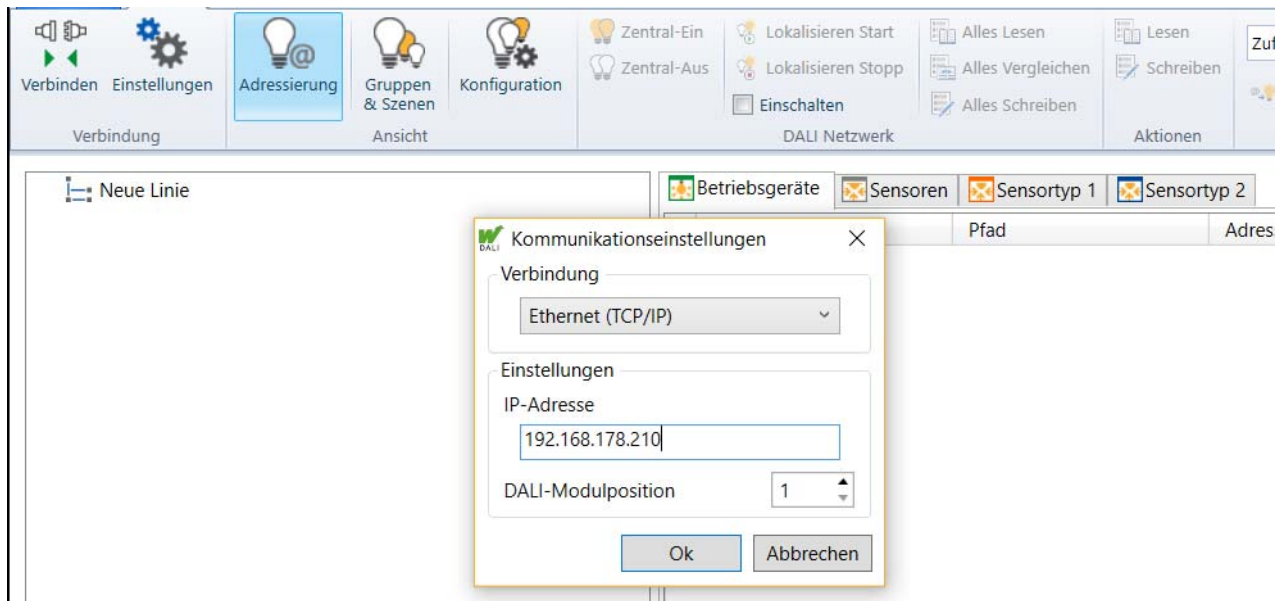 Verbinden
Einstellungen
Verbindung
Adressierung
Gruppen
& Szenen
Konfiguration
Ansicht
Zentral-Ein
Zentral-Aus
Lokalisieren Start
Lokalisieren Stopp
Einschalten
Alles Lesen
Alles Vergleichen
Alles Schreiben
DALI Netzwerk
Lesen
Schreiben
Aktionen
Neue Linie
Betriebsgeräte
Sensoren
Sensortyp 1
Sensortyp 2
Pfad
DALI
Kommunikationseinstellungen
Verbindung
Ethernet (TCP/IP)
Einstellungen
IP-Adresse
192.168.178.210
DALI-Modulposition
1
Ok
Abbrechen